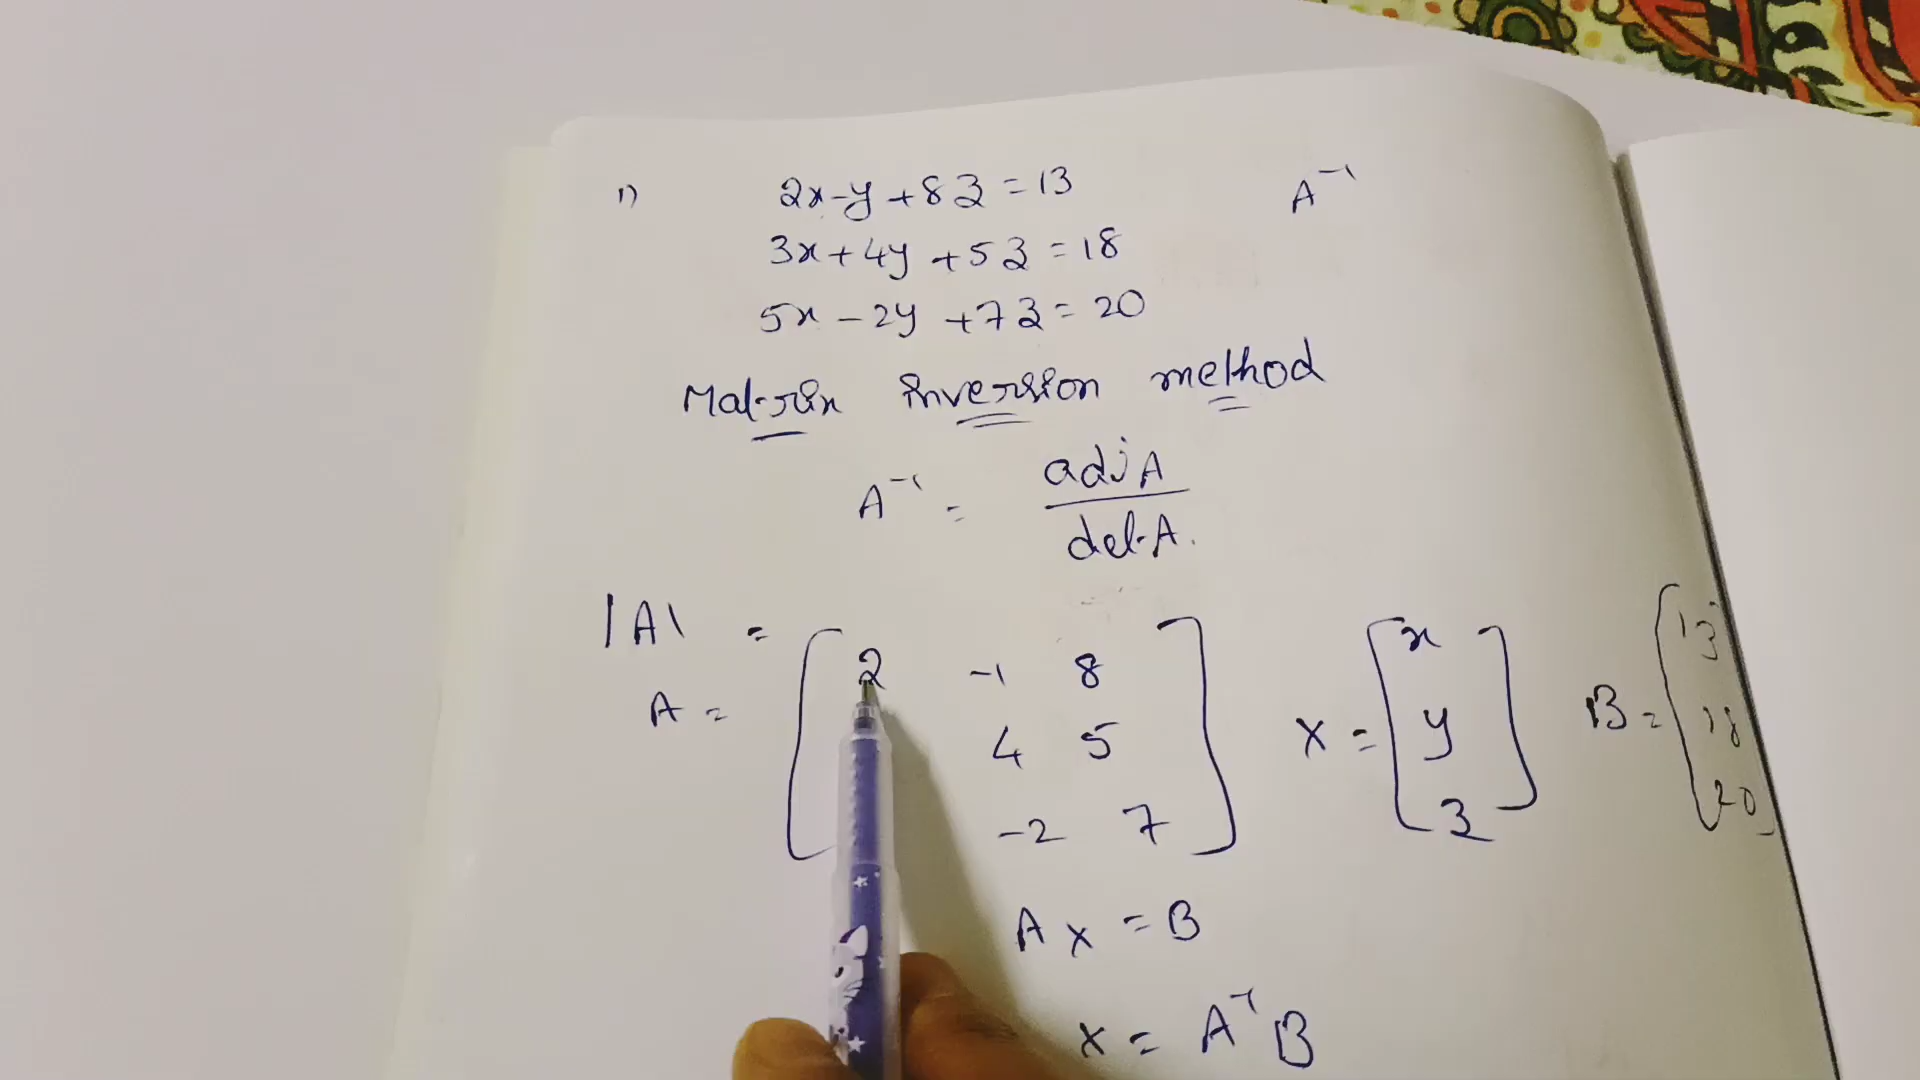 1) 2x-y+8z=13 A⁻¹
3x+4y+5z=18
5x-2y+7z=20
Matrix inversion method
A⁻¹ = adj A / det A.
|A| =
A = [2 -1 8
4 5
-2 7]
X = [x
y
z]
B = [13
18
20]
AX = B
X = A⁻¹B